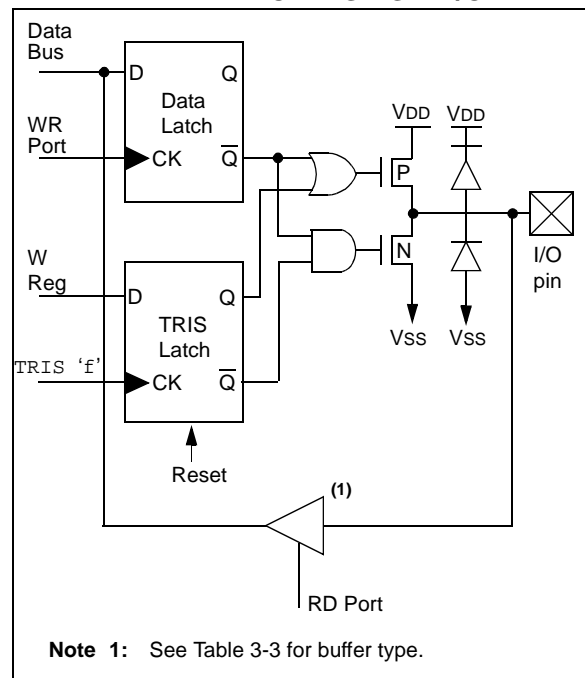 Data
Bus
D
Q
Data
Latch
WR
Port
CK
Q
VDD
VDD
P
N
I/O
pin
W
Reg
D
Q
TRIS
Latch
VSS
VSS
TRIS 'f'
CK
Q
Reset
(1)
RD Port
Note 1: See Table 3-3 for buffer type.